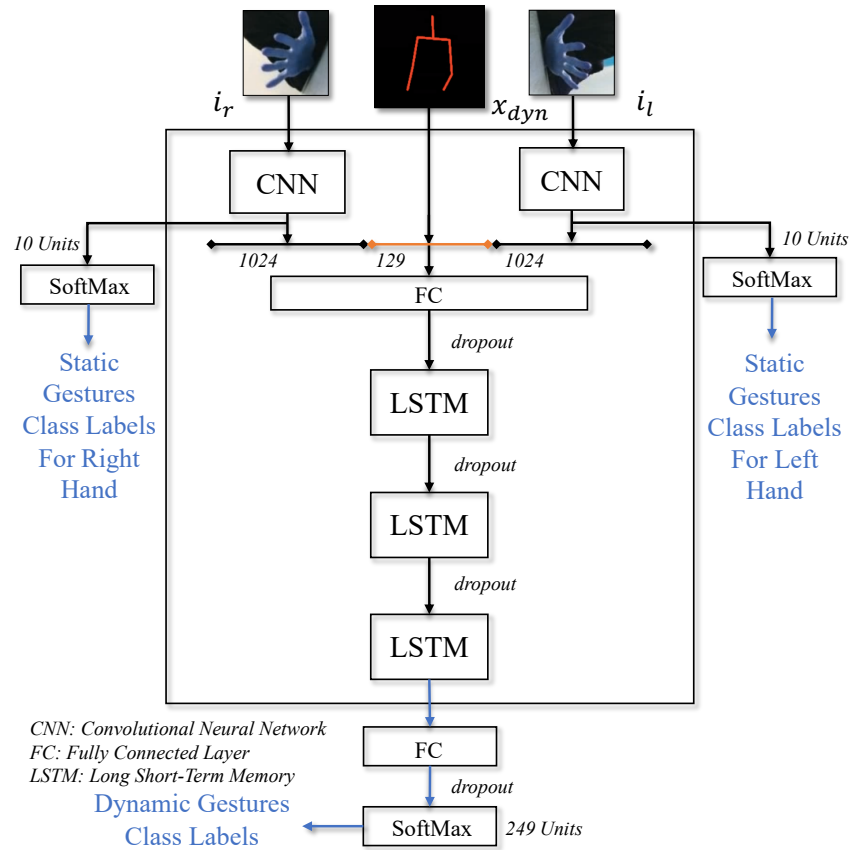 i_r
x_dyn
i_l
CNN
CNN
10 Units
10 Units
1024
129
1024
SoftMax
FC
SoftMax
dropout
Static
Gestures
Class Labels
For Right
Hand
Static
Gestures
Class Labels
For Left
Hand
LSTM
dropout
LSTM
dropout
LSTM
CNN: Convolutional Neural Network
FC: Fully Connected Layer
LSTM: Long Short-Term Memory
FC
dropout
Dynamic Gestures
Class Labels
SoftMax
249 Units